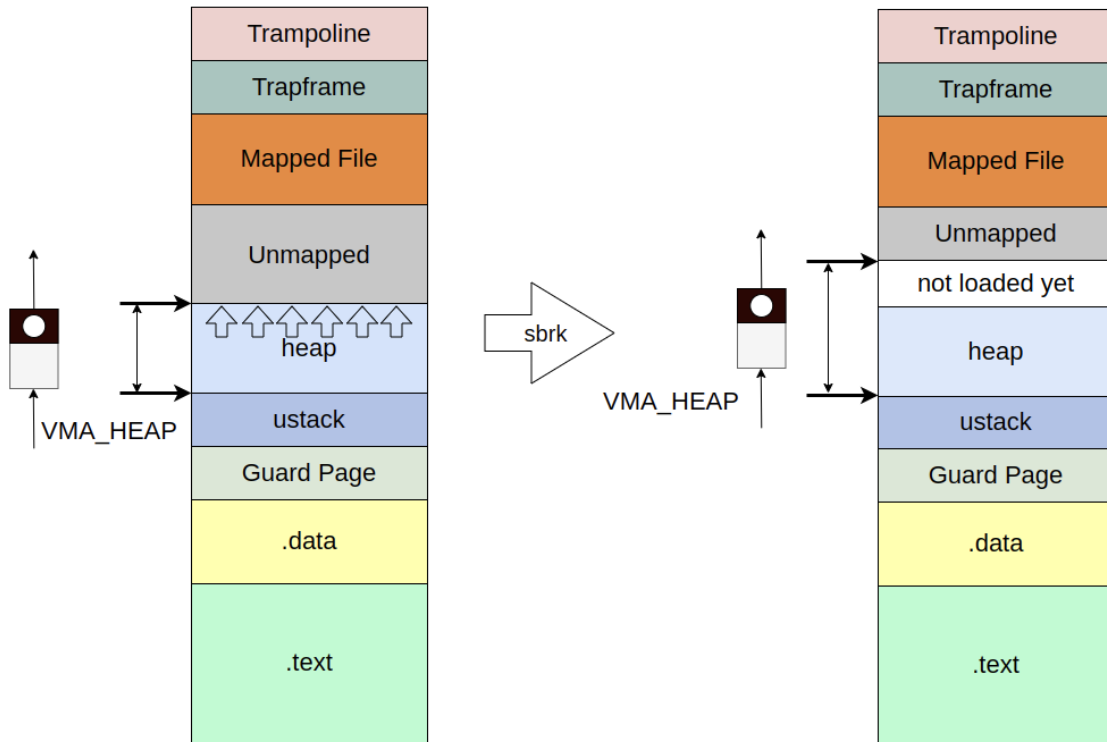 Trampoline
Trapframe
Mapped File
Unmapped
heap
VMA_HEAP
ustack
Guard Page
.data
.text
sbrk
Trampoline
Trapframe
Mapped File
Unmapped
not loaded yet
heap
VMA_HEAP
ustack
Guard Page
.data
.text